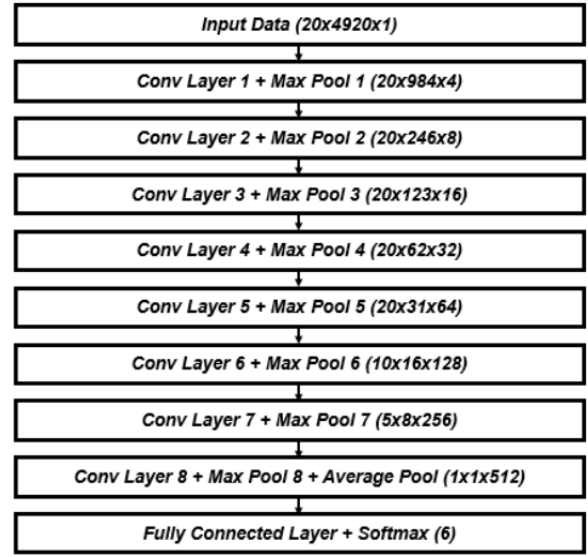 Input Data (20x4920x1)
Conv Layer 1 + Max Pool 1 (20x984x4)
Conv Layer 2 + Max Pool 2 (20x246x8)
Conv Layer 3 + Max Pool 3 (20x123x16)
Conv Layer 4 + Max Pool 4 (20x62x32)
Conv Layer 5 + Max Pool 5 (20x31x64)
Conv Layer 6 + Max Pool 6 (10x16x128)
Conv Layer 7 + Max Pool 7 (5x8x256)
Conv Layer 8 + Max Pool 8 + Average Pool (1x1x512)
Fully Connected Layer + Softmax (6)